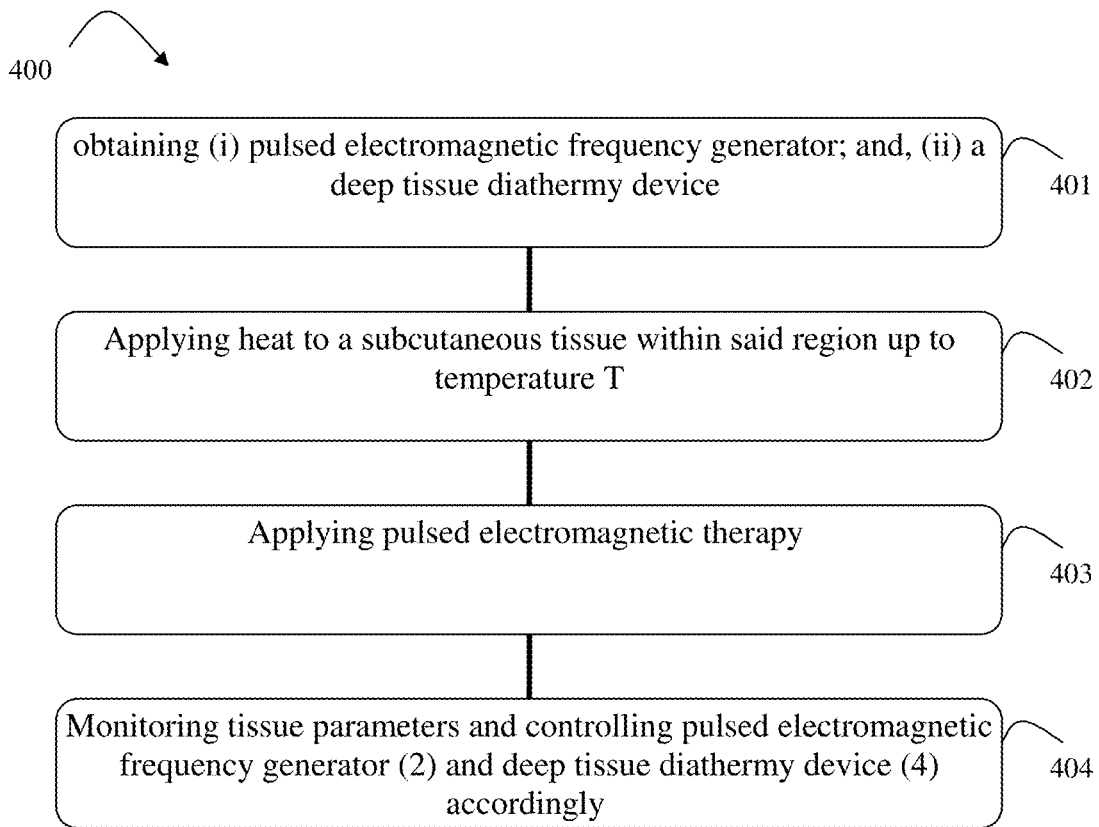 400
obtaining (i) pulsed electromagnetic frequency generator; and, (ii) a
deep tissue diathermy device
401
Applying heat to a subcutaneous tissue within said region up to
temperature T
402
Applying pulsed electromagnetic therapy
403
Monitoring tissue parameters and controlling pulsed electromagnetic
frequency generator (2) and deep tissue diathermy device (4)
accordingly
404